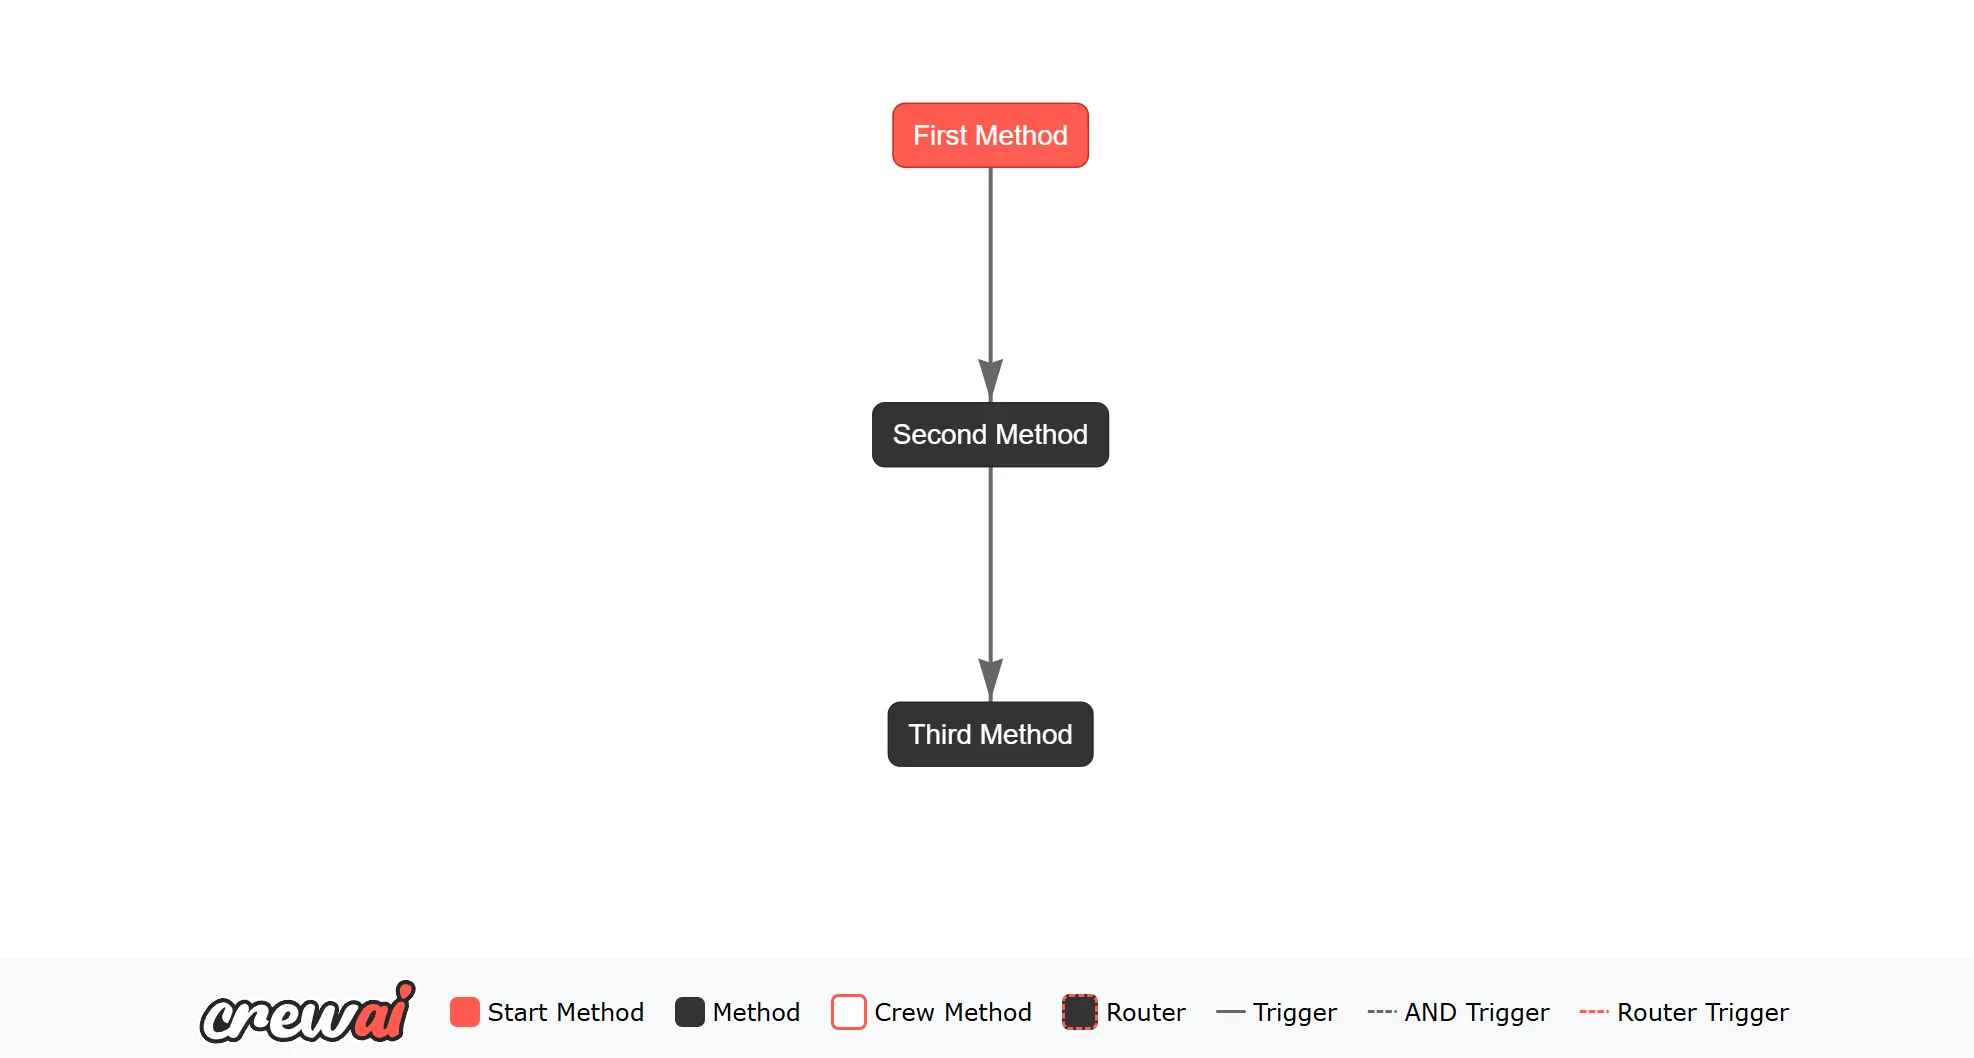 First Method
Second Method
Third Method
crewai
Start Method
Method
Crew Method
Router
Trigger
AND Trigger
Router Trigger